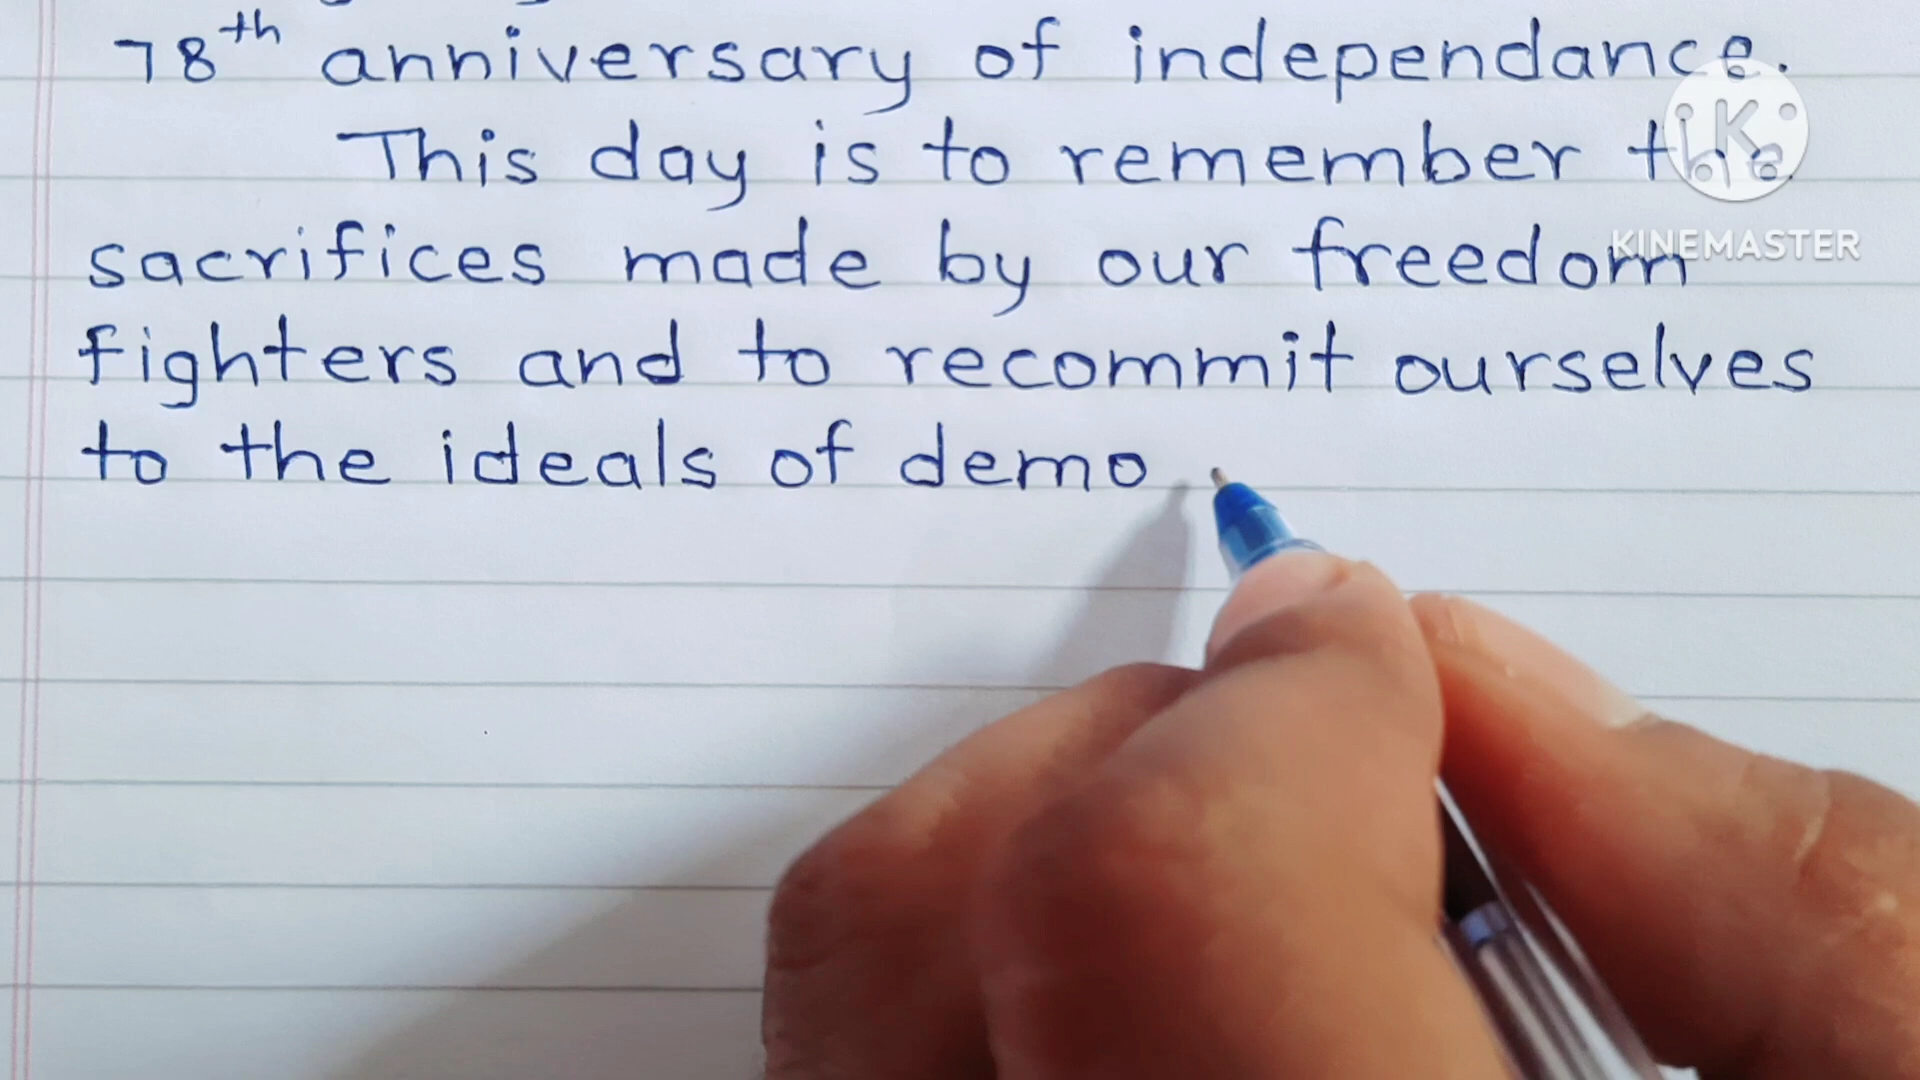 78th anniversary of independance.
This day is to remember the
sacrifices made by our freedom
fighters and to recommit ourselves
to the ideals of demo
KINEMASTER